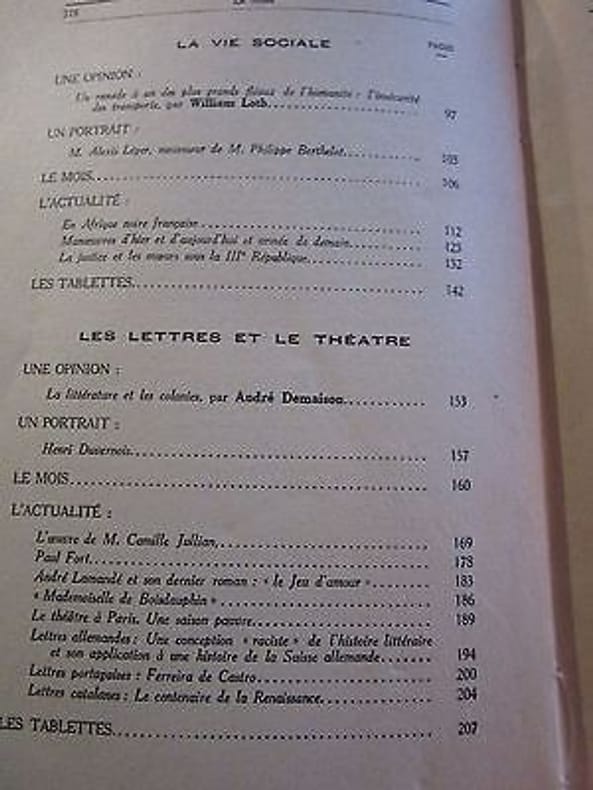 LA VIE SOCIALE
PAGES
UNE OPINION :
Un remède à un des plus grands fléaux de l'humanité : l'insécurité
des transports, par William Loth.................... 97
UN PORTRAIT :
M. Alexis Léger, successeur de M. Philippe Berthelot............ 103
LE MOIS............................................................ 106
L'ACTUALITÉ :
En Afrique noire française........................................ 112
Manœuvres d'hier et d'aujourd'hui et armée de demain............ 125
La justice et les mœurs sous la IIIe République.................. 132
LES TABLETTES.................................................... 142
LES LETTRES ET LE THÉATRE
UNE OPINION :
La littérature et les colonies, par André Demaison............ 153
UN PORTRAIT :
Henri Duvernois.................................................. 157
LE MOIS............................................................ 160
L'ACTUALITÉ :
L'œuvre de M. Camille Jullian.................................... 169
Paul Fort........................................................ 178
André Lamandé et son dernier roman : « le Jeu d'amour »........ 183
« Mademoiselle de Boisdauphin »................................ 186
Le théâtre à Paris. Une saison pauvre............................ 189
Lettres allemandes : Une conception « raciste » de l'histoire littéraire
et son application à une histoire de la Suisse allemande....... 194
Lettres portugaises : Ferreira de Castro........................ 200
Lettres catalanes : Le centenaire de la Renaissance.............. 204
LES TABLETTES.................................................... 207